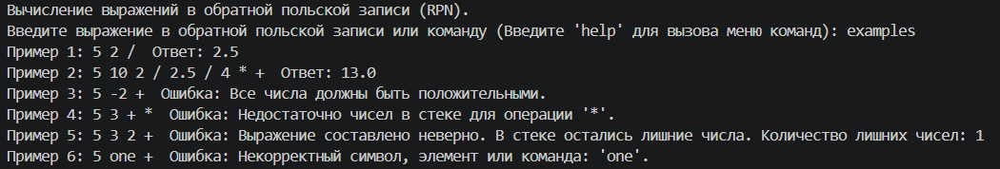 Вычисление выражений в обратной польской записи (RPN).
Введите выражение в обратной польской записи или команду (Введите 'help' для вызова меню команд): examples
Пример 1: 5 2 /  Ответ: 2.5
Пример 2: 5 10 2 / 2.5 / 4 * +  Ответ: 13.0
Пример 3: 5 -2 +  Ошибка: Все числа должны быть положительными.
Пример 4: 5 3 + *  Ошибка: Недостаточно чисел в стеке для операции '*'.
Пример 5: 5 3 2 +  Ошибка: Выражение составлено неверно. В стеке остались лишние числа. Количество лишних чисел: 1
Пример 6: 5 one +  Ошибка: Некорректный символ, элемент или команда: 'one'.